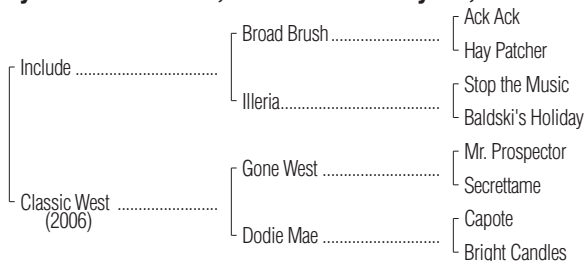 Ack Ack
Broad Brush
Hay Patcher
Include
Stop the Music
Illeria
Baldski's Holiday
Mr. Prospector
Gone West
Secrettame
Classic West
(2006)
Capote
Dodie Mae
Bright Candles